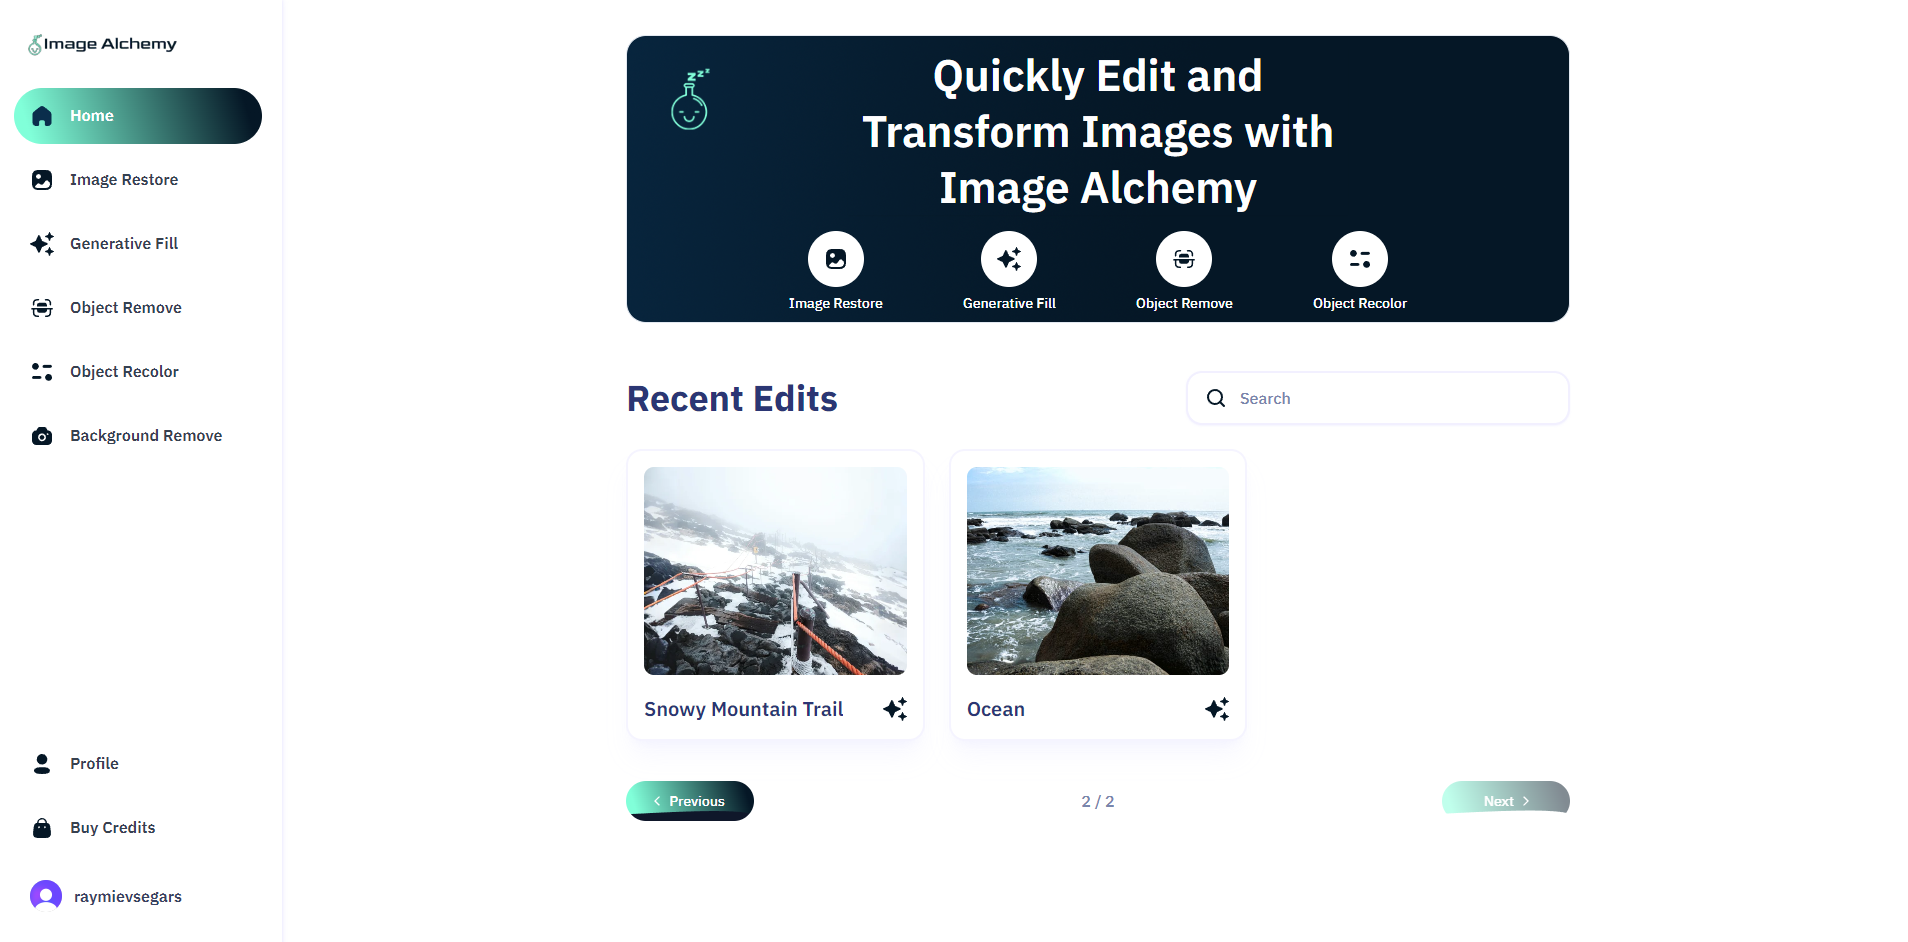 Image Alchemy
Home
Image Restore
Generative Fill
Object Remove
Object Recolor
Background Remove
Profile
Buy Credits
raymievsegars
z z z
Quickly Edit and
Transform Images with
Image Alchemy
Image Restore
Generative Fill
Object Remove
Object Recolor
Recent Edits
Search
Snowy Mountain Trail
Ocean
Previous
2 / 2
Next